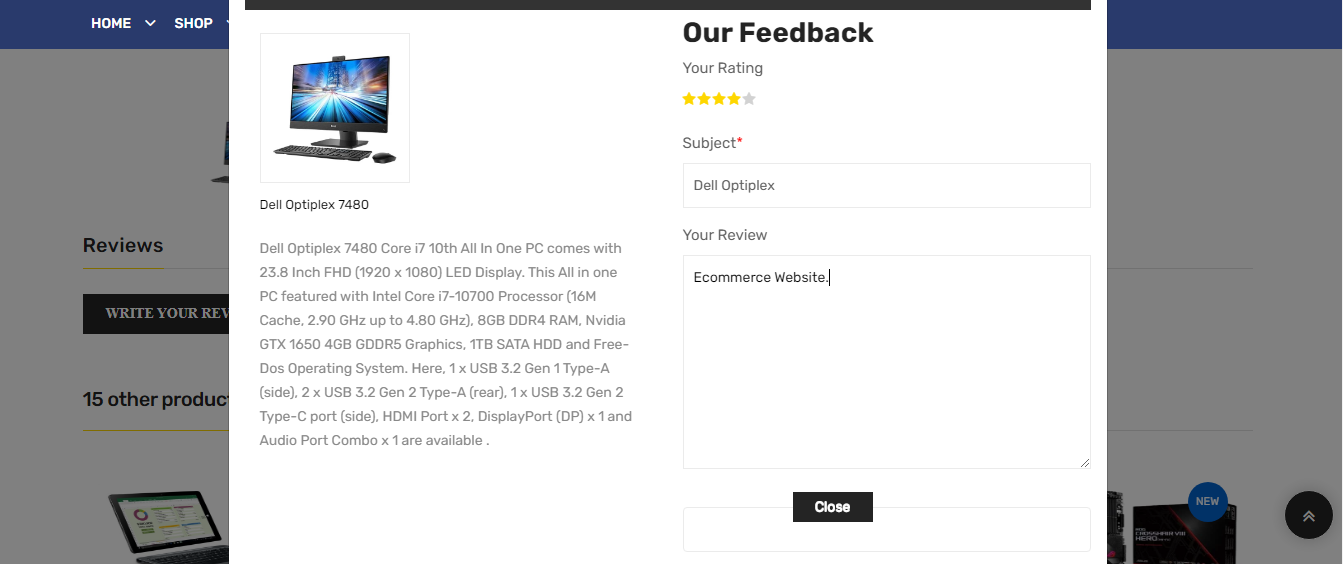 HOME SHOP
Our Feedback
Your Rating
Subject*
Dell Optiplex
Dell Optiplex 7480
Your Review
Ecommerce Website.
Dell Optiplex 7480 Core i7 10th All In One PC comes with
23.8 Inch FHD (1920 x 1080) LED Display. This All in one
PC featured with Intel Core i7-10700 Processor (16M
Cache, 2.90 GHz up to 4.80 GHz), 8GB DDR4 RAM, Nvidia
GTX 1650 4GB GDDR5 Graphics, 1TB SATA HDD and Free-
Dos Operating System. Here, 1 x USB 3.2 Gen 1 Type-A
(side), 2 x USB 3.2 Gen 2 Type-A (rear), 1 x USB 3.2 Gen 2
Type-C port (side), HDMI Port x 2, DisplayPort (DP) x 1 and
Audio Port Combo x 1 are available .
Close
Reviews
WRITE YOUR REV
15 other produc
NEW
CROSSHAIR VIII
HERO